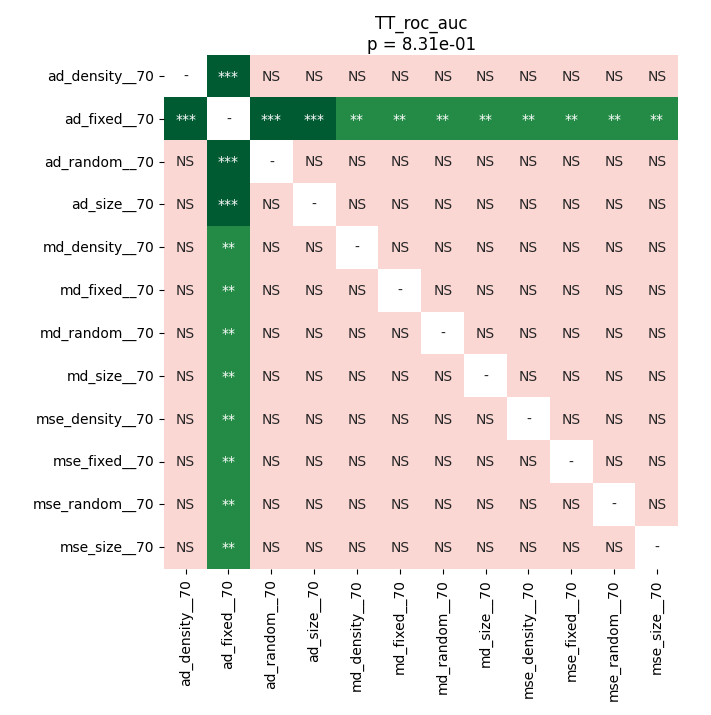 TT_roc_auc
p = 8.31e-01
ad_density__70 - *** NS NS NS NS NS NS NS NS NS NS
ad_fixed__70 *** - *** *** ** ** ** ** ** ** ** **
ad_random__70 NS *** - NS NS NS NS NS NS NS NS NS
ad_size__70 NS *** NS - NS NS NS NS NS NS NS NS
md_density__70 NS ** NS NS - NS NS NS NS NS NS NS
md_fixed__70 NS ** NS NS NS - NS NS NS NS NS NS
md_random__70 NS ** NS NS NS NS - NS NS NS NS NS
md_size__70 NS ** NS NS NS NS NS - NS NS NS NS
mse_density__70 NS ** NS NS NS NS NS NS - NS NS NS
mse_fixed__70 NS ** NS NS NS NS NS NS NS - NS NS
mse_random__70 NS ** NS NS NS NS NS NS NS NS - NS
mse_size__70 NS ** NS NS NS NS NS NS NS NS NS -
ad_density__70
ad_fixed__70
ad_random__70
ad_size__70
md_density__70
md_fixed__70
md_random__70
md_size__70
mse_density__70
mse_fixed__70
mse_random__70
mse_size__70